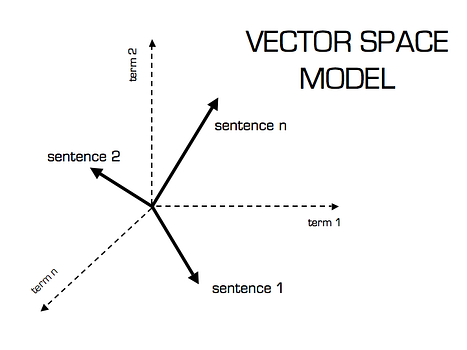 VECTOR SPACE
MODEL
term 2
sentence n
sentence 2
term 1
term n
sentence 1